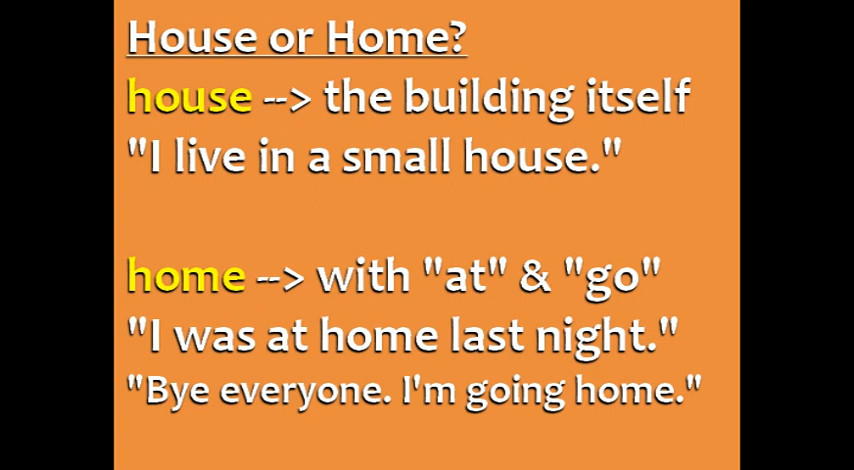 House or Home?
house --> the building itself
"I live in a small house."
home --> with "at" & "go"
"I was at home last night."
"Bye everyone. I'm going home."